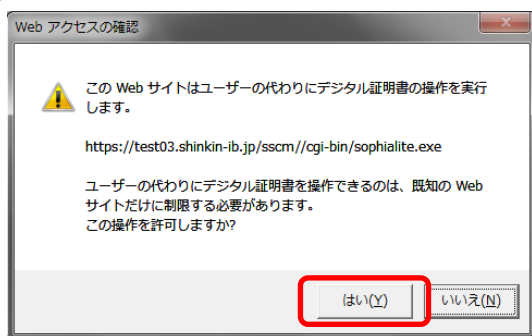 Web アクセスの確認
この Web サイトはユーザーの代わりにデジタル証明書の操作を実行
します。
https://test03.shinkin-ib.jp/sscm//cgi-bin/sophialite.exe
ユーザーの代わりにデジタル証明書を操作できるのは、既知の Web
サイトだけに制限する必要があります。
この操作を許可しますか?
はい(Y) いいえ(N)